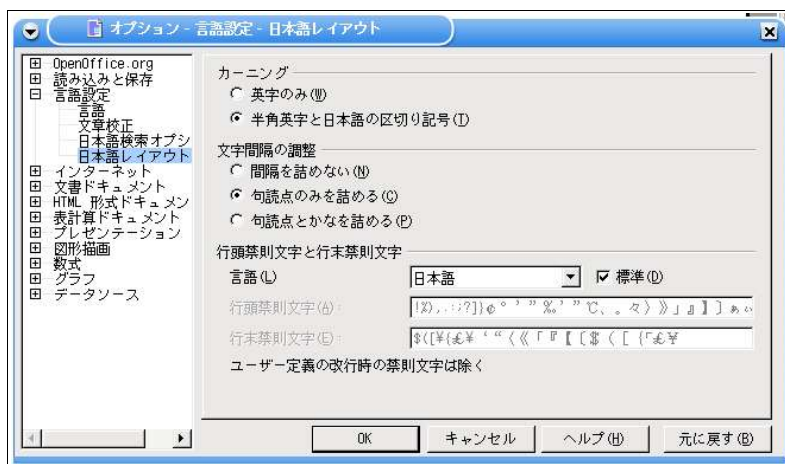 オプション - 言語設定 - 日本語レイアウト
OpenOffice.org
読み込みと保存
言語設定
言語
文章校正
日本語検索オプシ
日本語レイアウト
インターネット
文書ドキュメント
HTML 形式ドキュメン
表計算ドキュメント
プレゼンテーション
図形描画
数式
グラフ
データソース
カーニング
英字のみ(W)
半角英字と日本語の区切り記号(I)
文字間隔の調整
間隔を詰めない(N)
句読点のみを詰める(C)
句読点とかなを詰める(P)
行頭禁則文字と行末禁則文字
言語(L) 日本語 標準(D)
行頭禁則文字(A): !%),.:;?]}¢°’”‰′″℃、。々〉》」』】〕ぁぃ
行末禁則文字(E): $([¥{£¥‘“〈《「『【〔$([{「£¥
ユーザー定義の改行時の禁則文字は除く
OK キャンセル ヘルプ(H) 元に戻す(B)